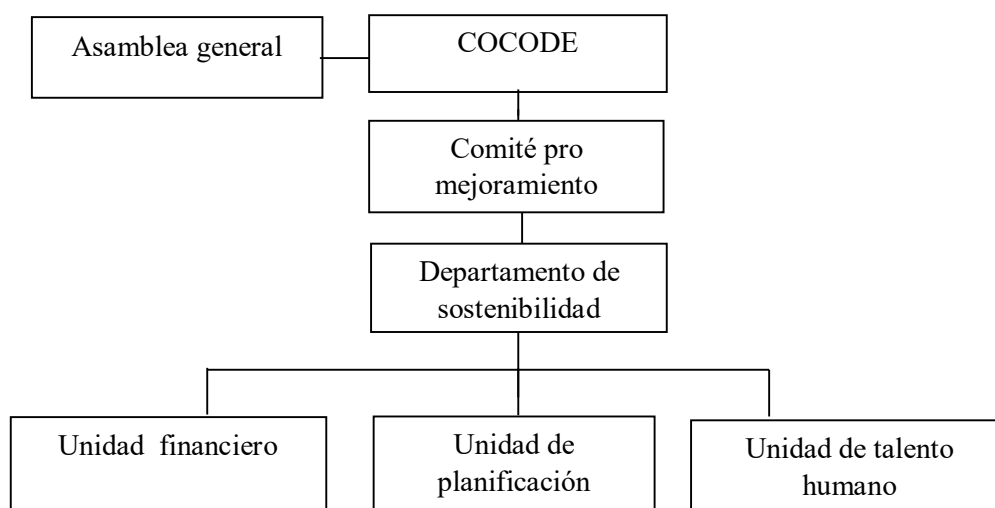 Asamblea general
COCODE
Comité pro
mejoramiento
Departamento de
sostenibilidad
Unidad financiero
Unidad de
planificación
Unidad de talento
humano